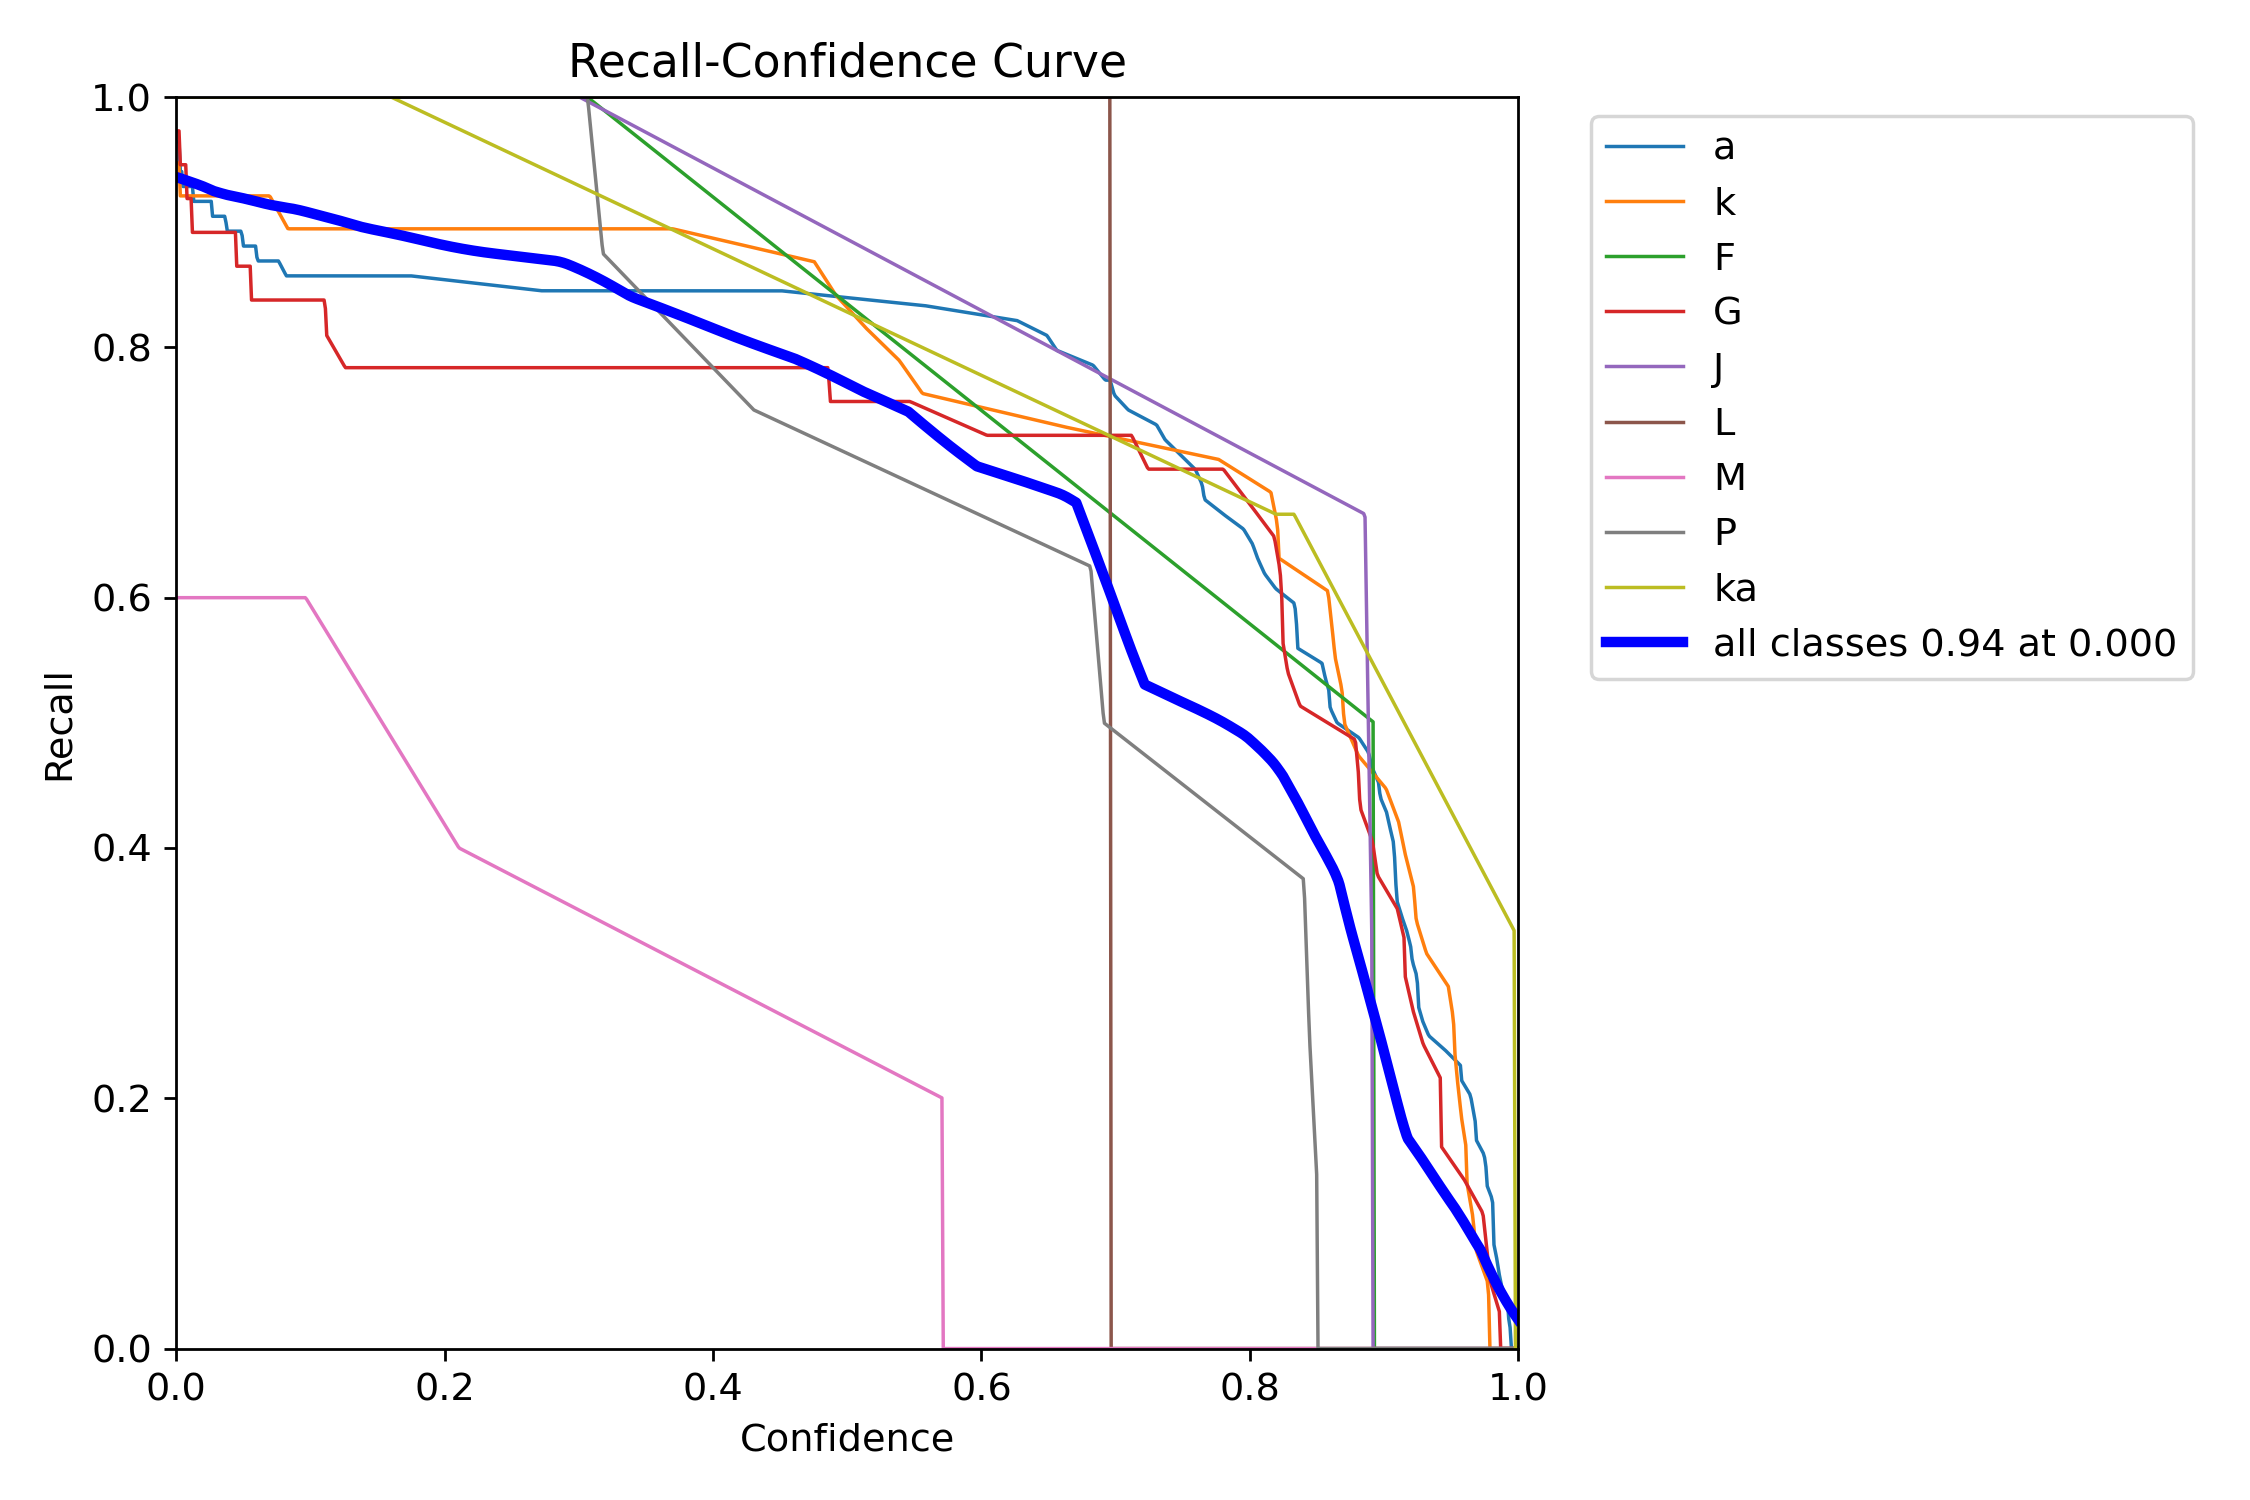 Recall-Confidence Curve
1.0
0.8
0.6
0.4
0.2
0.0
Recall
0.0 0.2 0.4 0.6 0.8 1.0
Confidence
a
k
F
G
J
L
M
P
ka
all classes 0.94 at 0.000